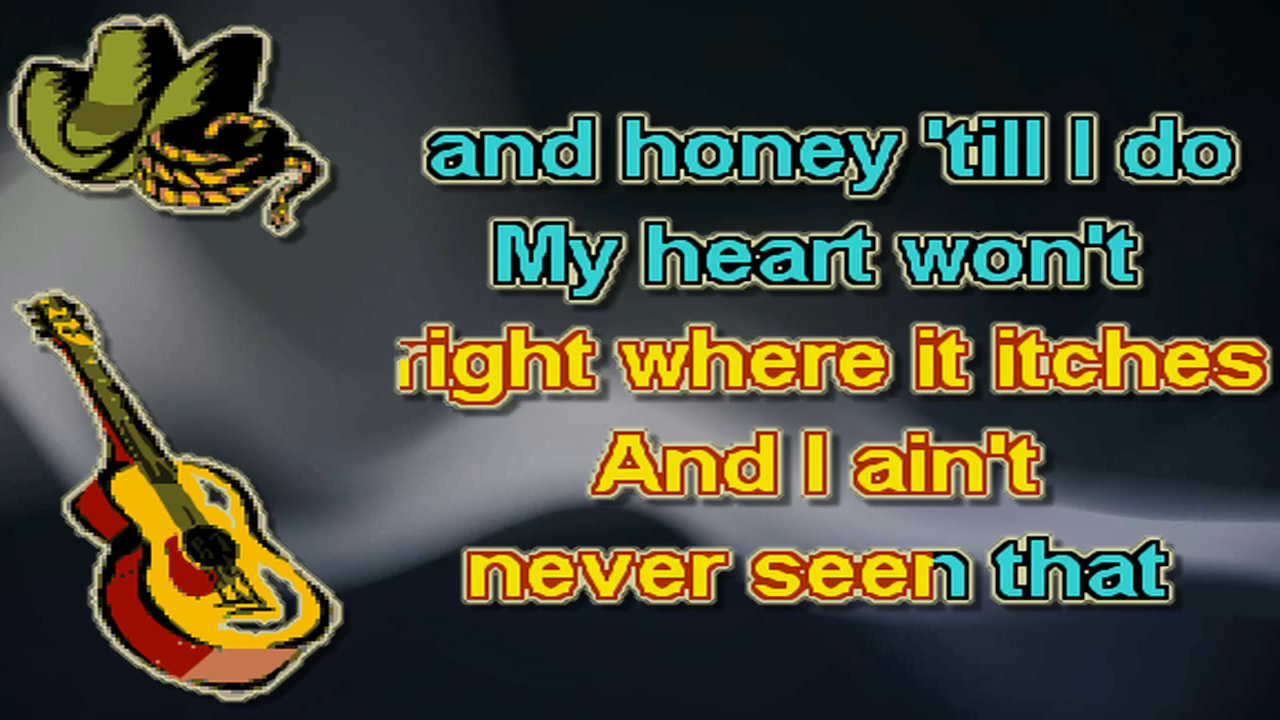 and honey 'till I do
My heart won't
right where it itches
And I ain't
never seen that